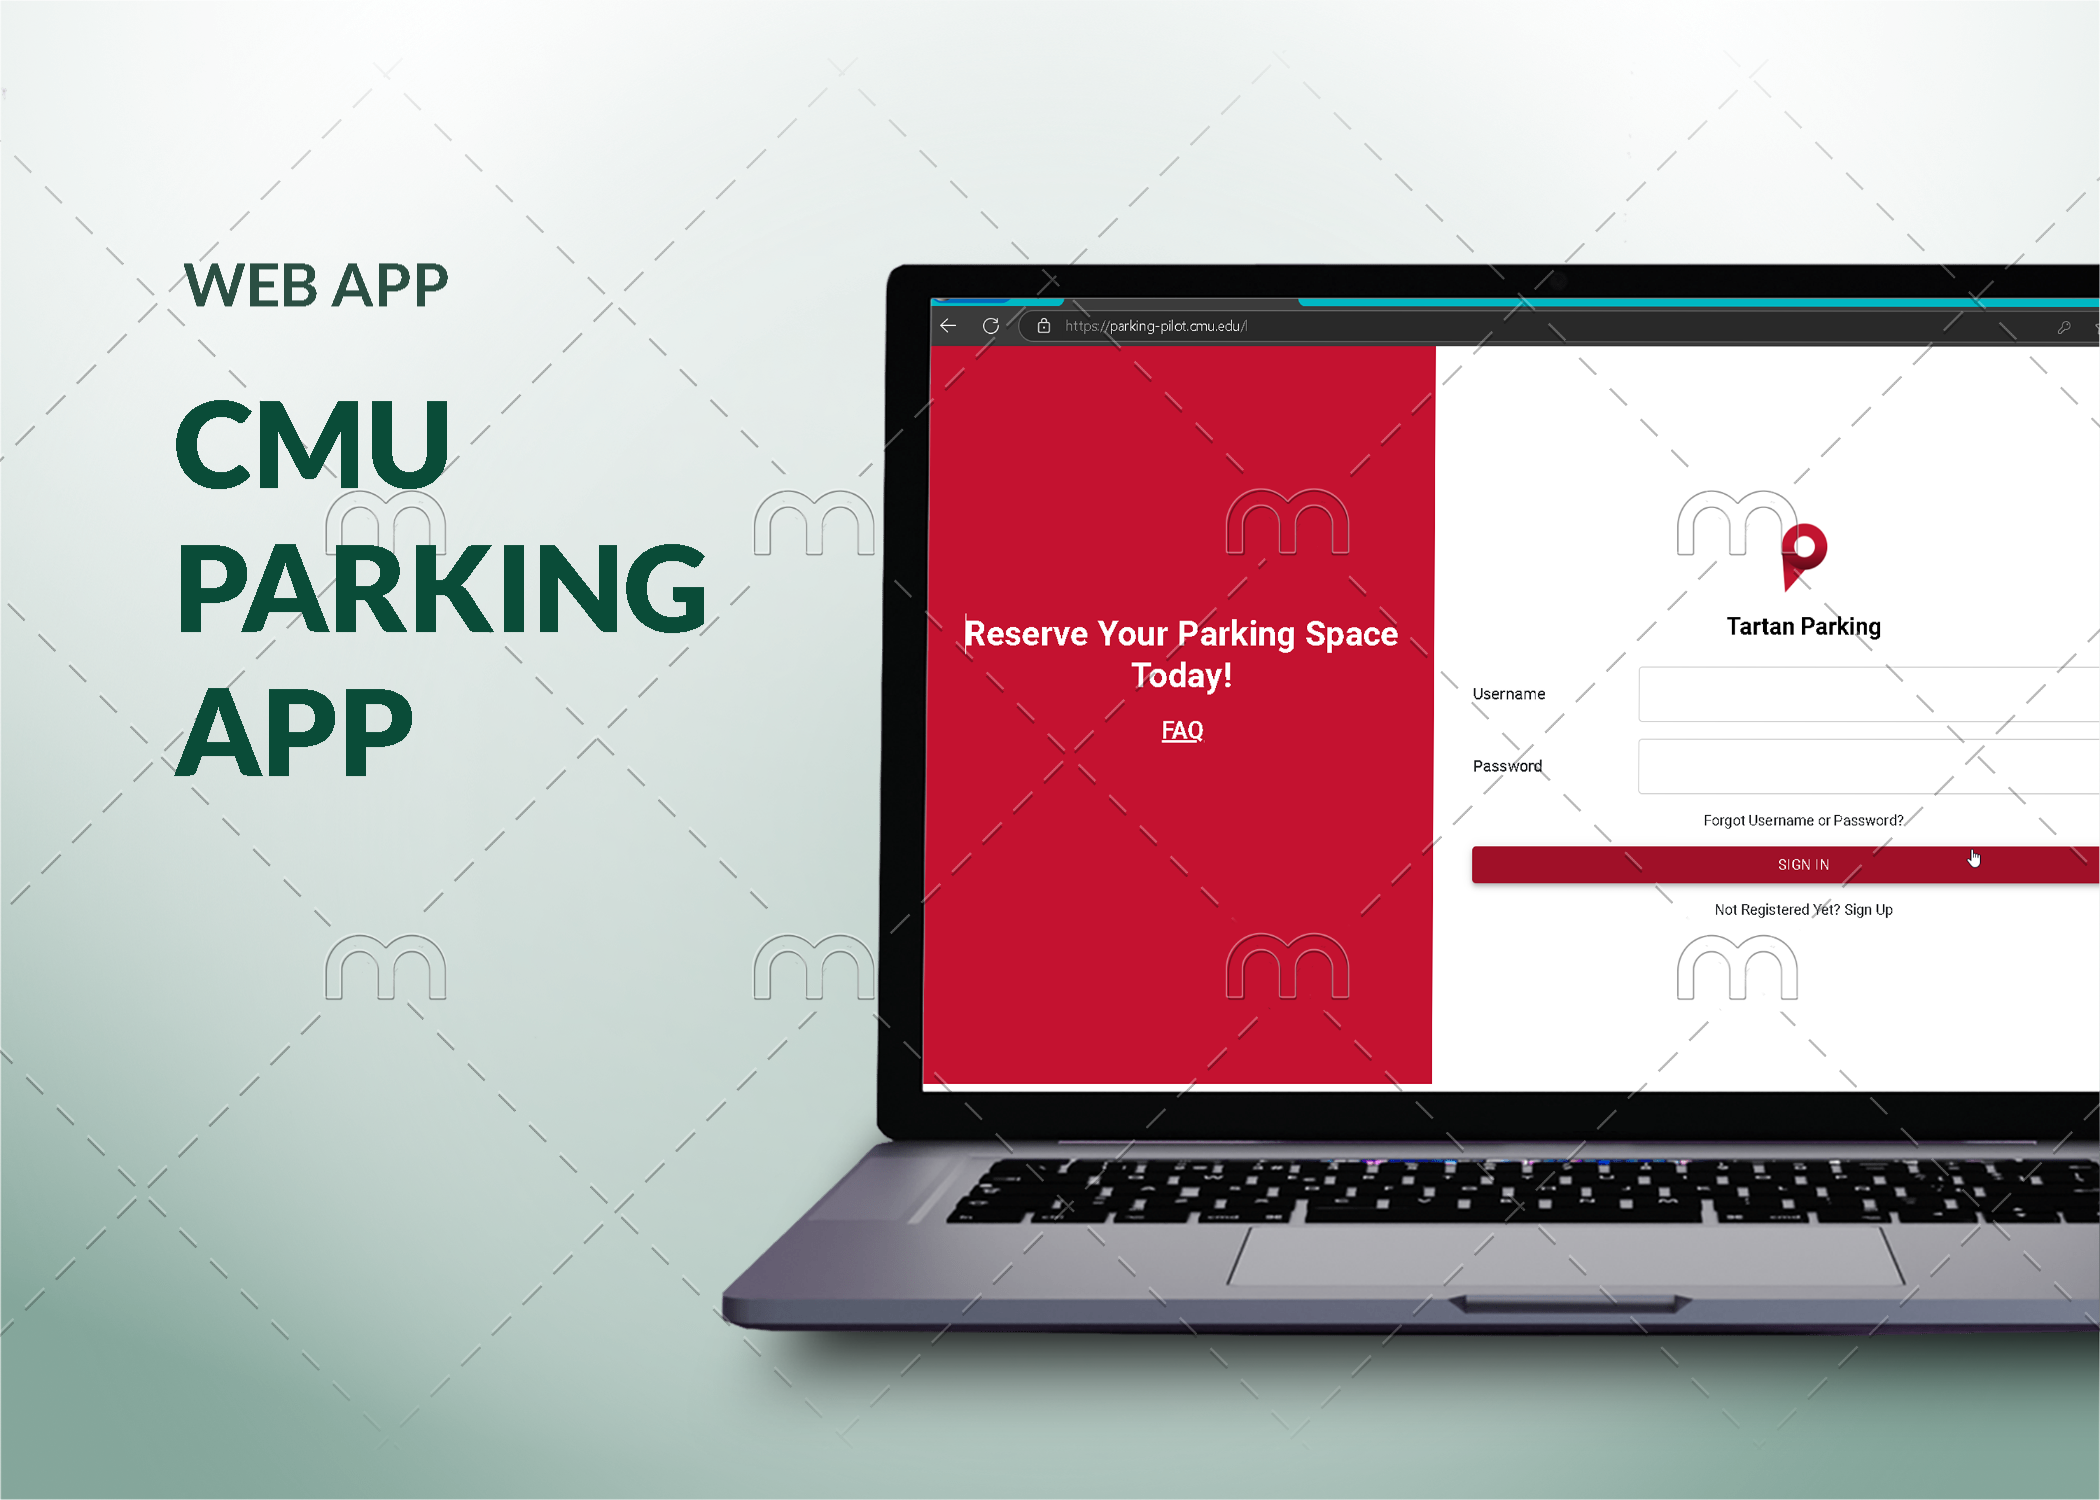 WEB APP
CMU
PARKING
APP
https://parking-pilot.cmu.edu/l
Reserve Your Parking Space
Today!
FAQ
Tartan Parking
Username
Password
Forgot Username or Password?
SIGN IN
Not Registered Yet? Sign Up